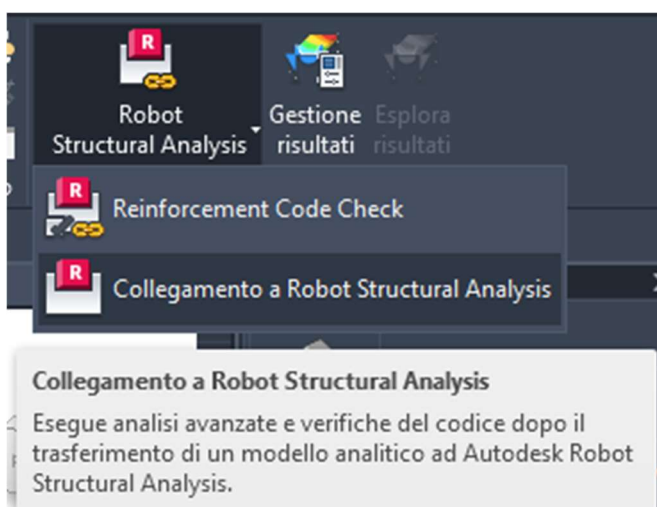 R
Robot
Structural Analysis
Gestione
risultati
Esplora
risultati
R
Reinforcement Code Check
R
Collegamento a Robot Structural Analysis
Collegamento a Robot Structural Analysis
Esegue analisi avanzate e verifiche del codice dopo il
trasferimento di un modello analitico ad Autodesk Robot
Structural Analysis.